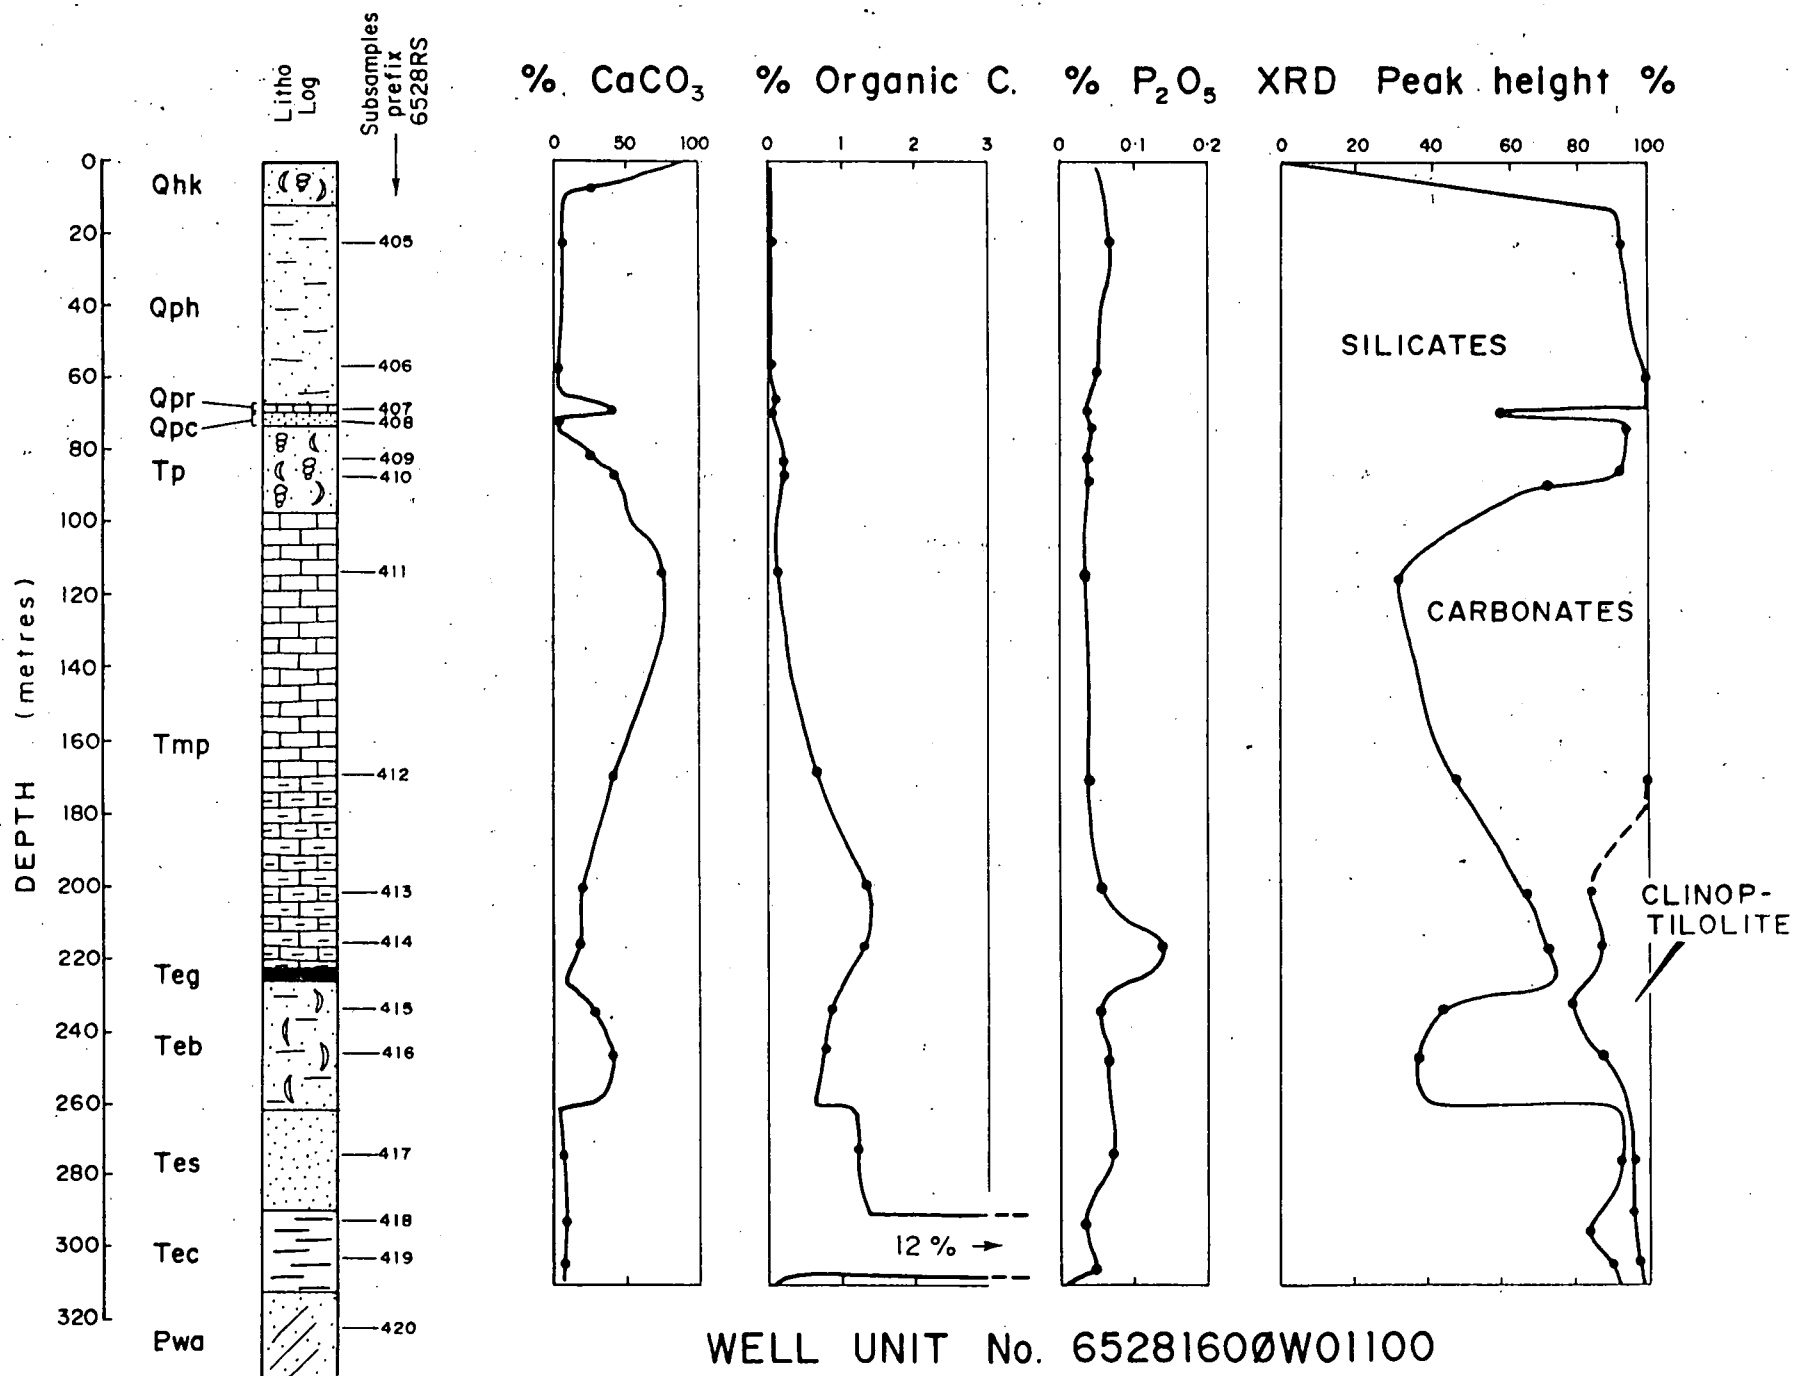 Litho
Log
Subsamples
prefix
6528RS
% CaCO₃
% Organic C.
% P₂O₅
XRD Peak height %
0 50 100
0 1 2 3
0 0·1 0·2
0 20 40 60 80 100
DEPTH (metres)
0
20
40
60
80
100
120
140
160
180
200
220
240
260
280
300
320
Qhk
Qph
Qpr
Qpc
Tp
Tmp
Teg
Teb
Tes
Tec
Pwa
405
406
407
408
409
410
411
412
413
414
415
416
417
418
419
420
12%
SILICATES
CARBONATES
CLINOP-
TILOLITE
WELL UNIT No. 6528160ØW01100